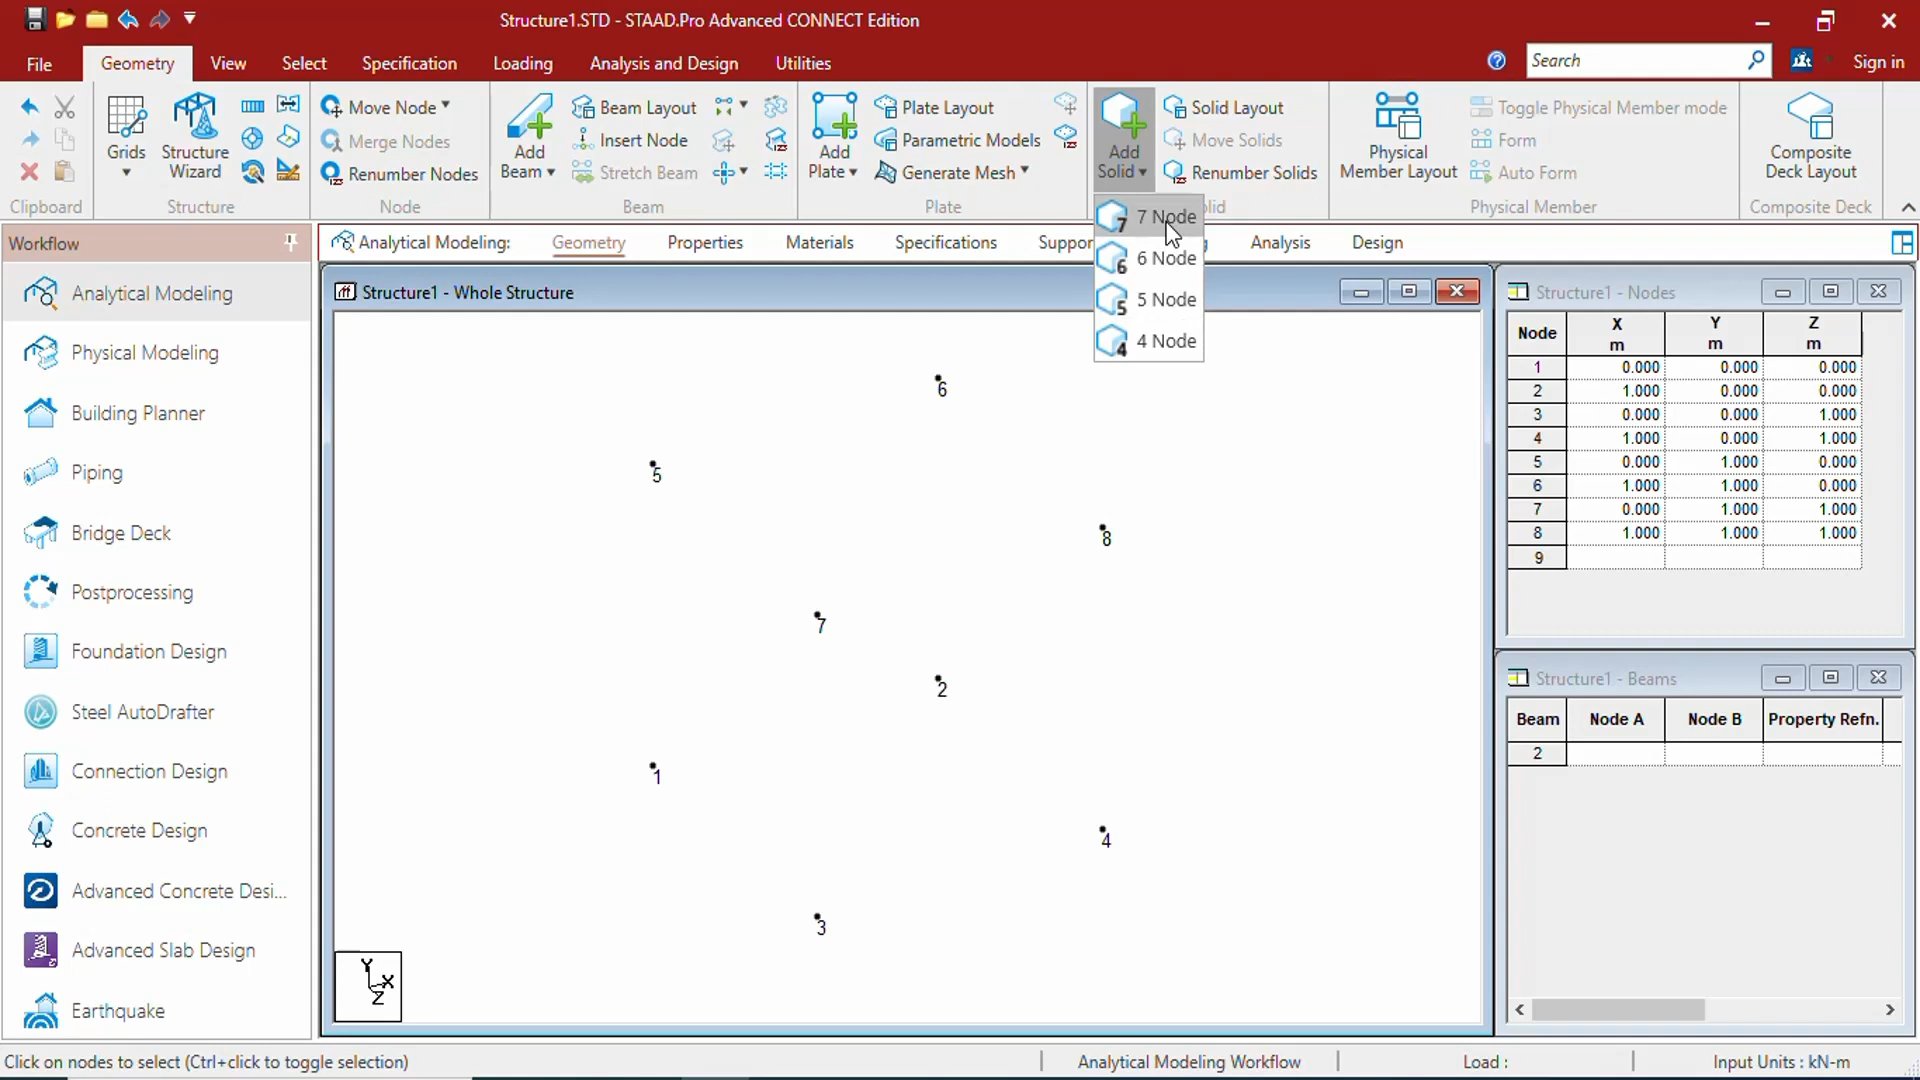 Structure1.STD - STAAD.Pro Advanced CONNECT Edition
File
Geometry
View
Select
Specification
Loading
Analysis and Design
Utilities
Search
Sign in
Grids
Structure Wizard
Move Node
Merge Nodes
Renumber Nodes
Add Beam
Beam Layout
Insert Node
Stretch Beam
Add Plate
Plate Layout
Parametric Models
Generate Mesh
Add Solid
Solid Layout
Move Solids
Renumber Solids
Physical Member Layout
Toggle Physical Member mode
Form
Auto Form
Composite Deck Layout
Clipboard
Structure
Node
Beam
Plate
Physical Member
Composite Deck
7 Node
6 Node
5 Node
4 Node
Workflow
Analytical Modeling
Physical Modeling
Building Planner
Piping
Bridge Deck
Postprocessing
Foundation Design
Steel AutoDrafter
Connection Design
Concrete Design
Advanced Concrete Desi...
Advanced Slab Design
Earthquake
Analytical Modeling:
Geometry
Properties
Materials
Specifications
Suppor
Analysis
Design
Structure1 - Whole Structure
6
5
8
7
2
1
4
3
Y
X
Z
Structure1 - Nodes
Node X m Y m Z m
1 0.000 0.000 0.000
2 1.000 0.000 0.000
3 0.000 0.000 1.000
4 1.000 0.000 1.000
5 0.000 1.000 0.000
6 1.000 1.000 0.000
7 0.000 1.000 1.000
8 1.000 1.000 1.000
9
Structure1 - Beams
Beam Node A Node B Property Refn.
2
Click on nodes to select (Ctrl+click to toggle selection)
Analytical Modeling Workflow
Load :
Input Units : kN-m